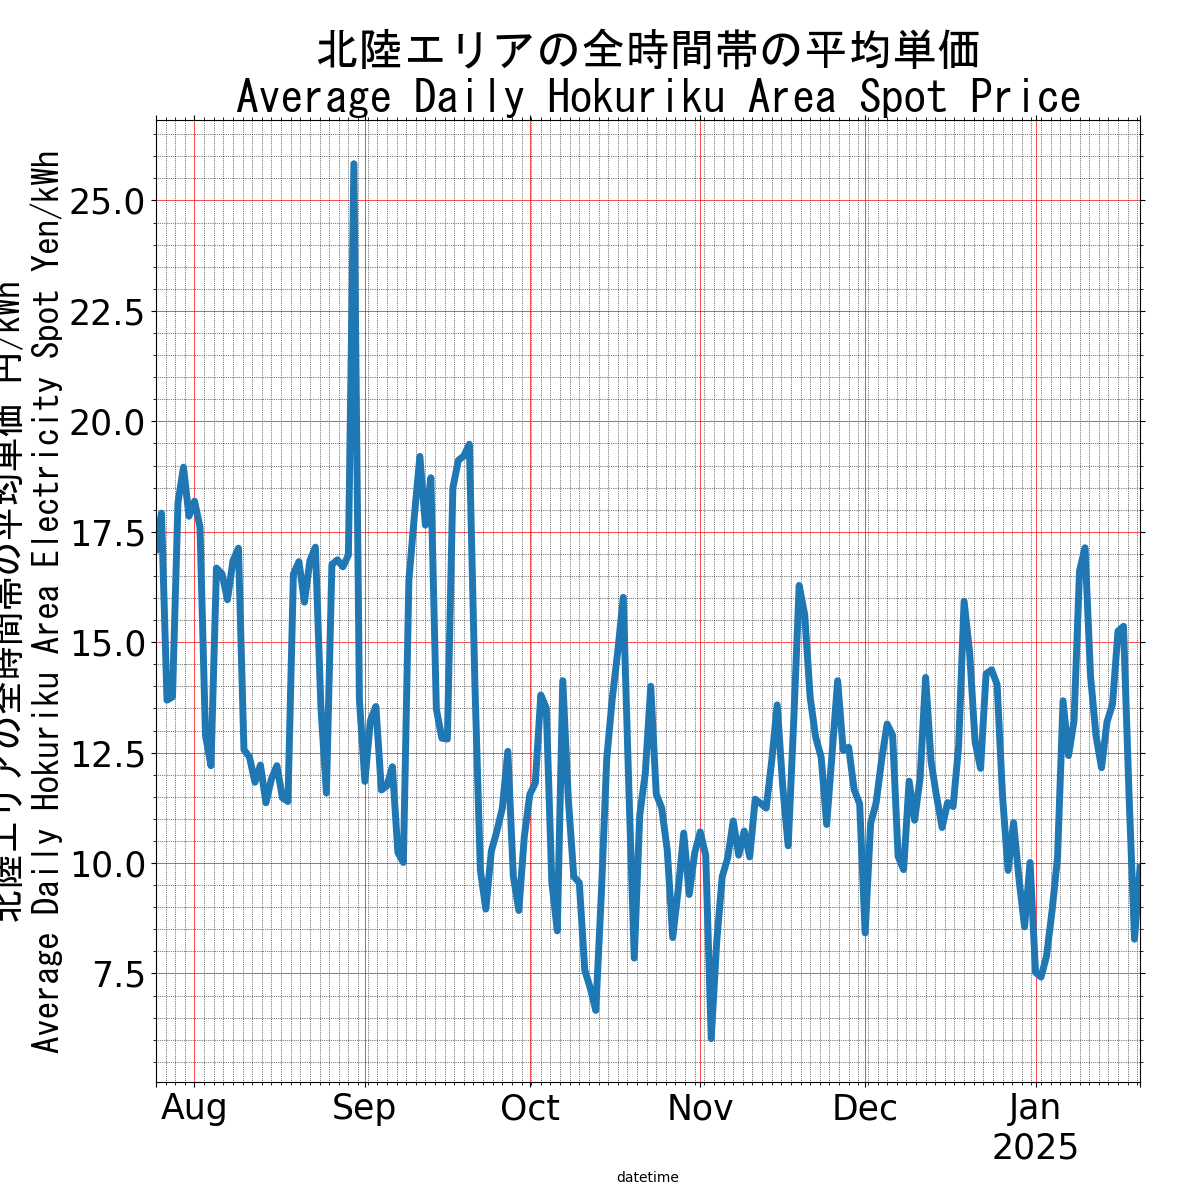 北陸エリアの全時間帯の平均単価
Average Daily Hokuriku Area Spot Price
北陸エリアの全時間帯の平均単価 円/kWh
Average Daily Hokuriku Area Electricity Spot Yen/kWh
25.0
22.5
20.0
17.5
15.0
12.5
10.0
7.5
Aug
Sep
Oct
Nov
Dec
Jan
2025
datetime